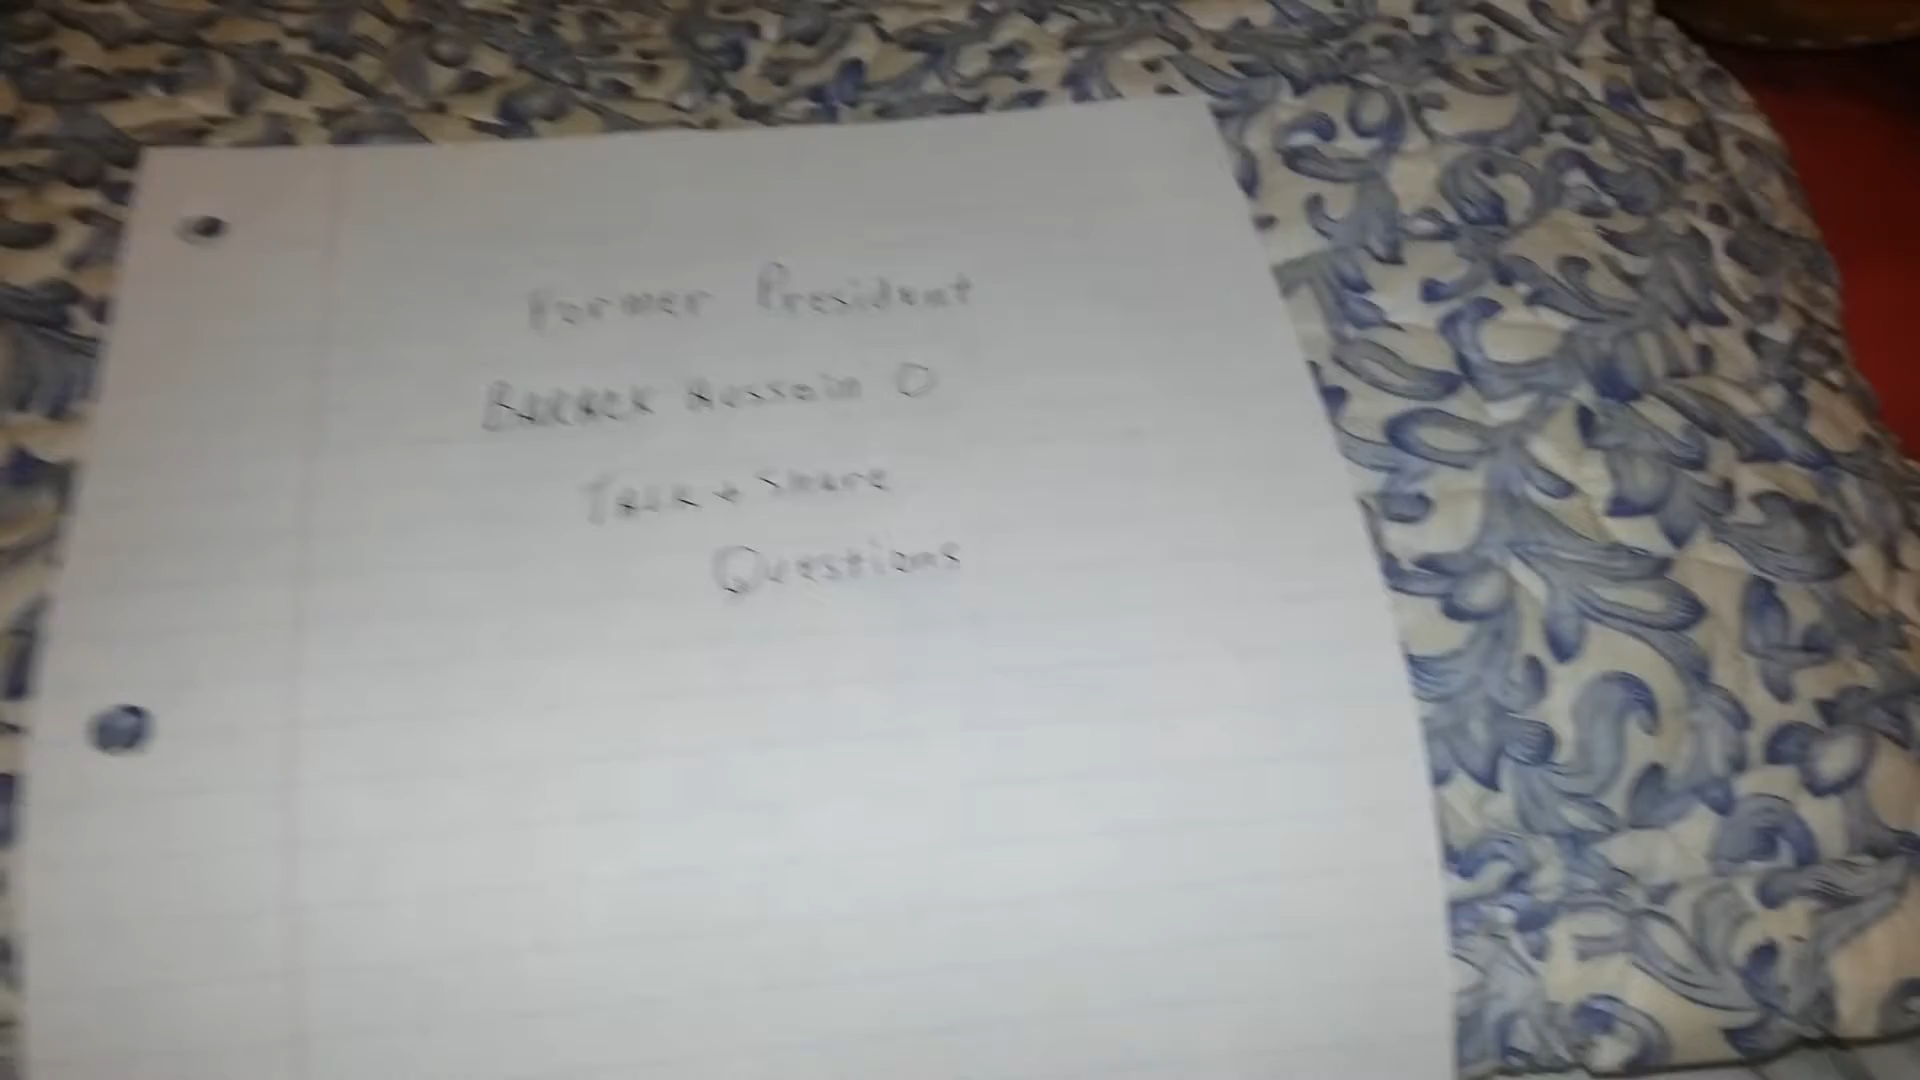 Former President
Barack Hussein O
Talk + Share
Questions